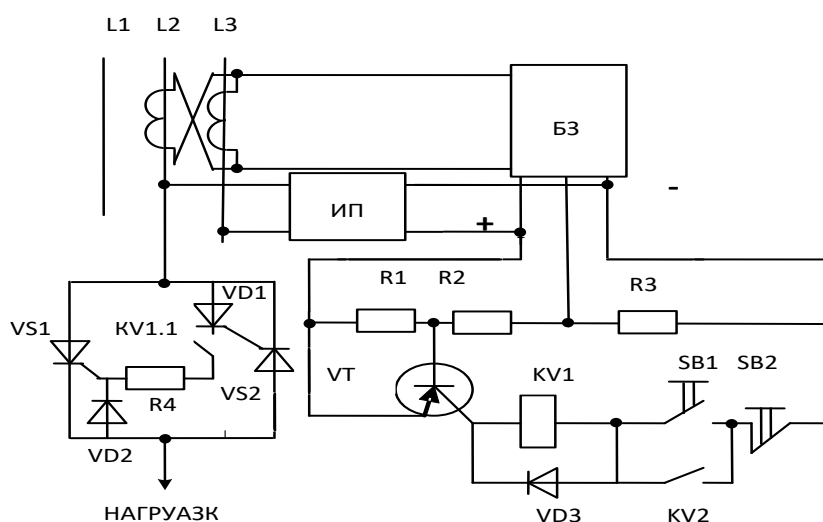 L1 L2 L3
БЗ
ИП
-
+
R1 R2 R3
VD1
VS1 KV1.1
R4 VS2
VD2
VT KV1 SB1 SB2
VD3 KV2
НАГРУАЗК